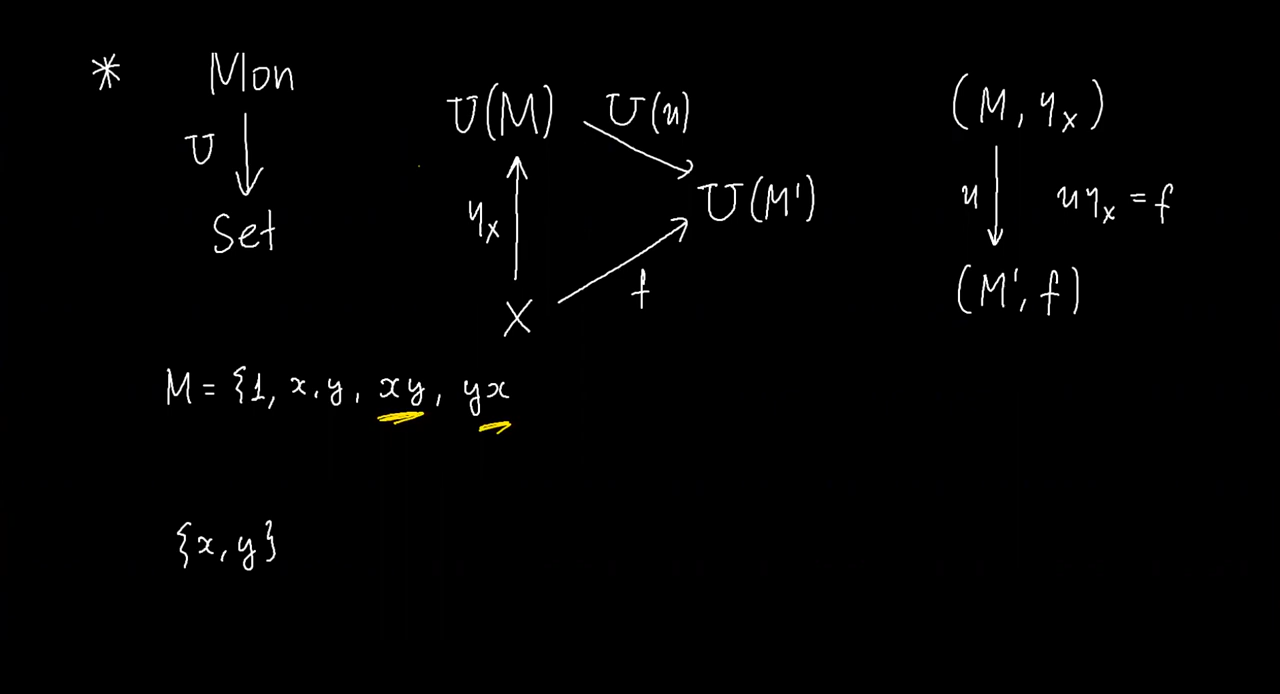 * Mon
U
Set
U(M)
U(u)
U(M')
η_X
f
X
(M, η_X)
u
uη_X = f
(M', f)
M = {1, x, y, xy, yx
{x, y}